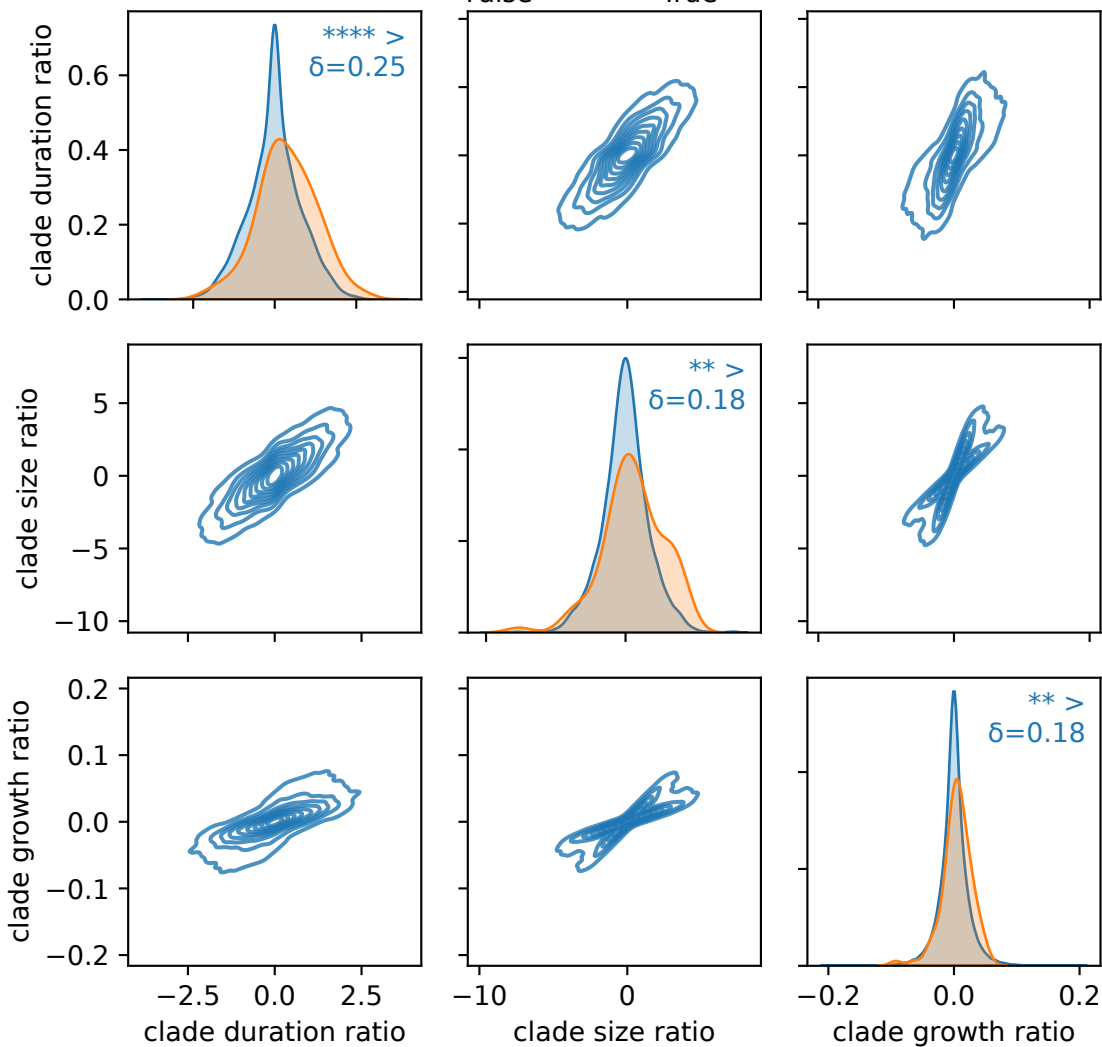 False True
clade duration ratio
0.6
0.4
0.2
0.0
**** >
δ=0.25
clade size ratio
5
0
−5
−10
** >
δ=0.18
clade growth ratio
0.2
0.1
0.0
−0.1
−0.2
** >
δ=0.18
−2.5 0.0 2.5
−10 0
−0.2 0.0 0.2
clade duration ratio
clade size ratio
clade growth ratio